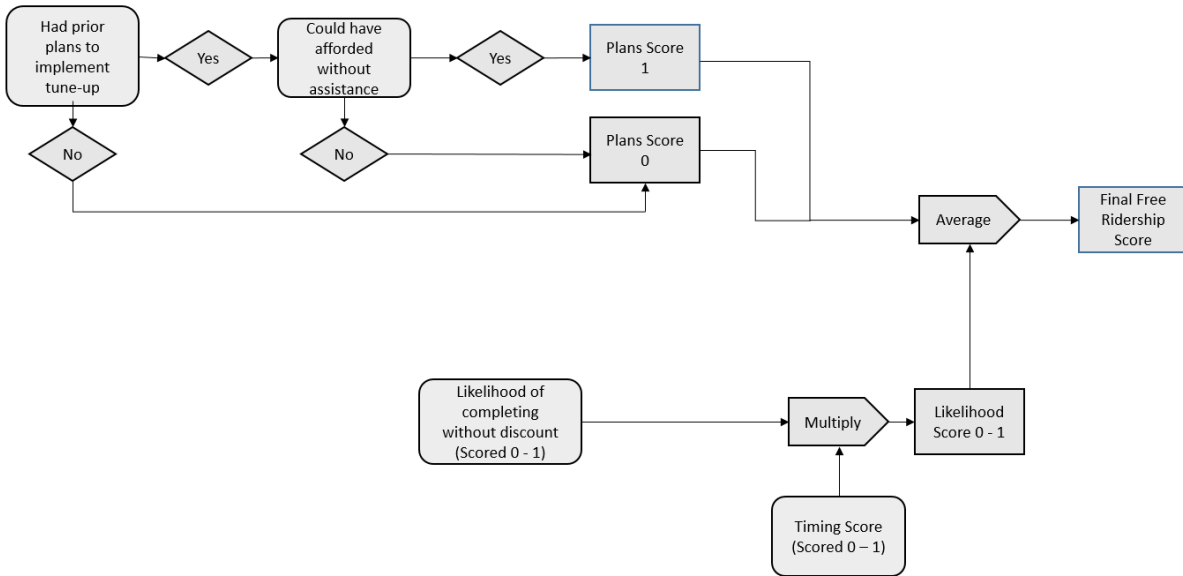 Had prior
plans to
implement
tune-up
Yes
Could have
afforded
without
assistance
Yes
Plans Score
1
No
No
Plans Score
0
Average
Final Free
Ridership
Score
Likelihood of
completing
without discount
(Scored 0 - 1)
Multiply
Likelihood
Score 0 - 1
Timing Score
(Scored 0 – 1)